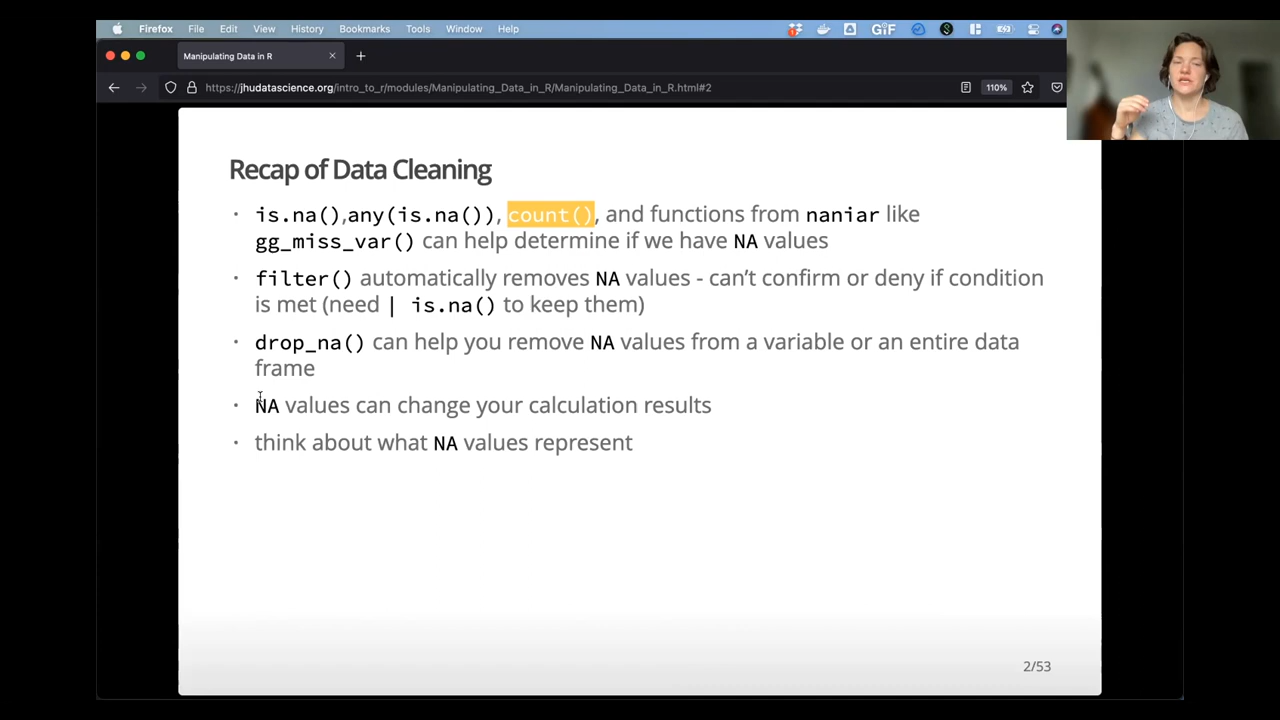 Firefox File Edit View History Bookmarks Tools Window Help
GIF
Manipulating Data in R
https://jhudatascience.org/intro_to_r/modules/Manipulating_Data_in_R/Manipulating_Data_in_R.html#2
110%
Recap of Data Cleaning
· is.na(),any(is.na()), count(), and functions from naniar like
gg_miss_var() can help determine if we have NA values
· filter() automatically removes NA values - can’t confirm or deny if condition
is met (need | is.na() to keep them)
· drop_na() can help you remove NA values from a variable or an entire data
frame
· NA values can change your calculation results
· think about what NA values represent
2/53